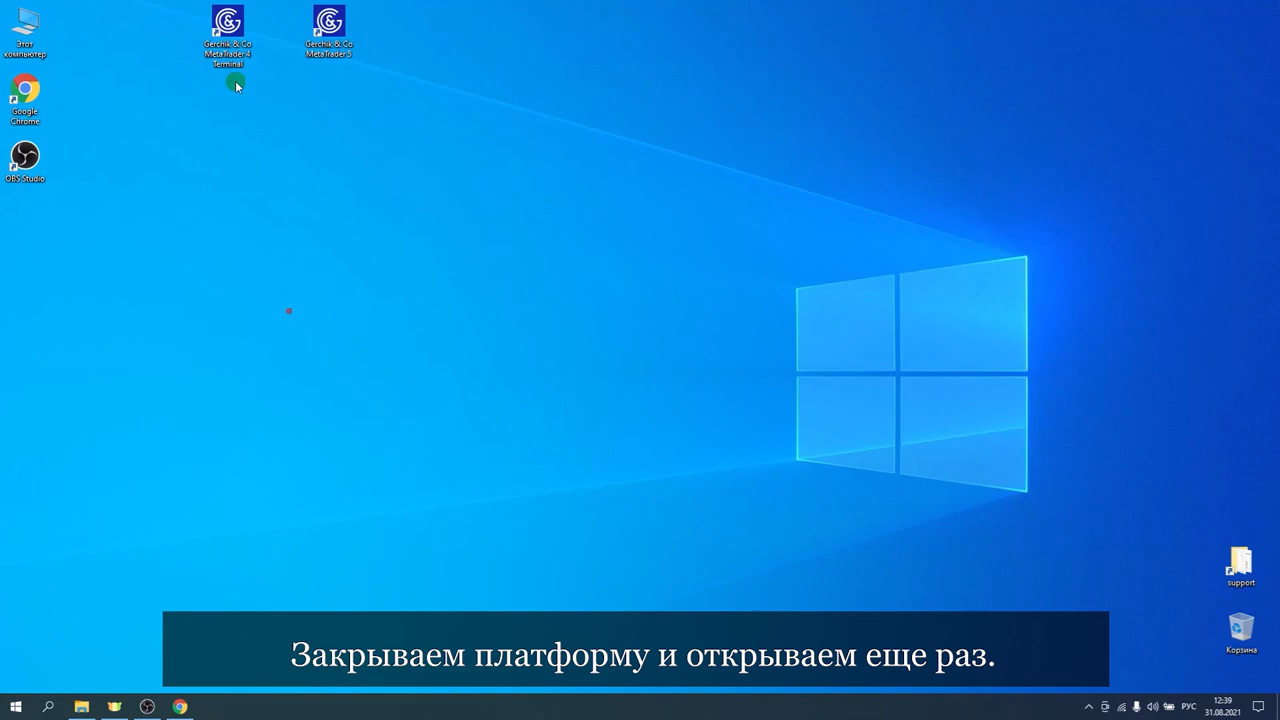 Этот
компьютер
Google
Chrome
OBS Studio
Gerchik & Co
MetaTrader 4
Terminal
Gerchik & Co
MetaTrader 5
support
Корзина
Закрываем платформу и открываем еще раз.
РУС
12:39
31.08.2021